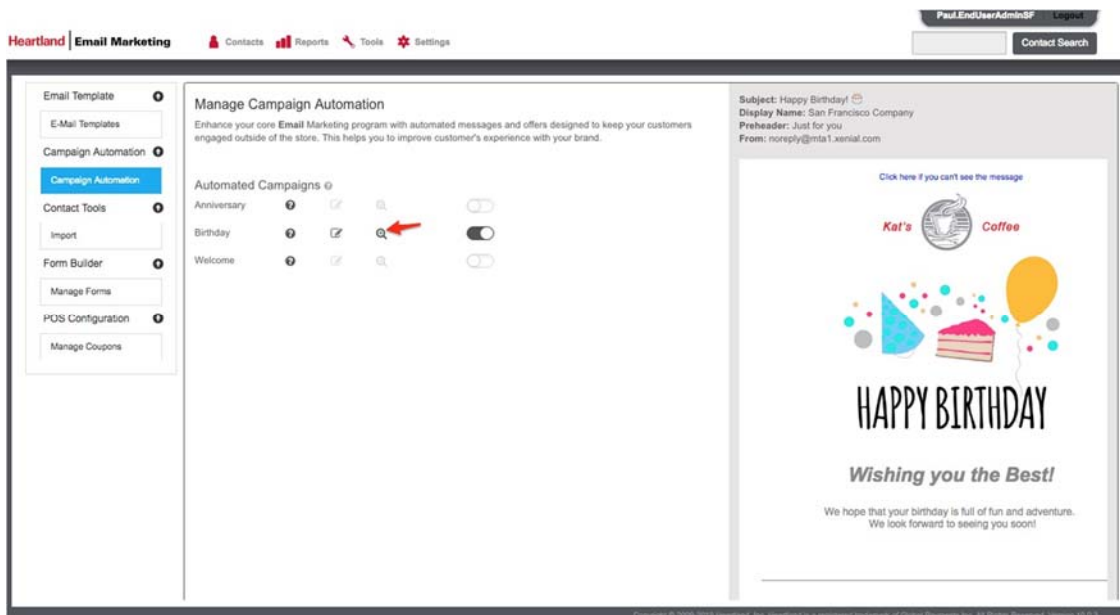 Paul.EndUserAdminSF Logout
Heartland Email Marketing
Contacts Reports Tools Settings
Contact Search
Email Template
E-Mail Templates
Campaign Automation
Campaign Automation
Contact Tools
Import
Form Builder
Manage Forms
POS Configuration
Manage Coupons
Manage Campaign Automation
Enhance your core Email Marketing program with automated messages and offers designed to keep your customers
engaged outside of the store. This helps you to improve customer's experience with your brand.
Automated Campaigns
Anniversary
Birthday
Welcome
Subject: Happy Birthday!
Display Name: San Francisco Company
Preheader: Just for you
From: noreply@mta1.xenial.com
Click here if you can't see the message
Kat's Coffee
HAPPY BIRTHDAY
Wishing you the Best!
We hope that your birthday is full of fun and adventure.
We look forward to seeing you soon!